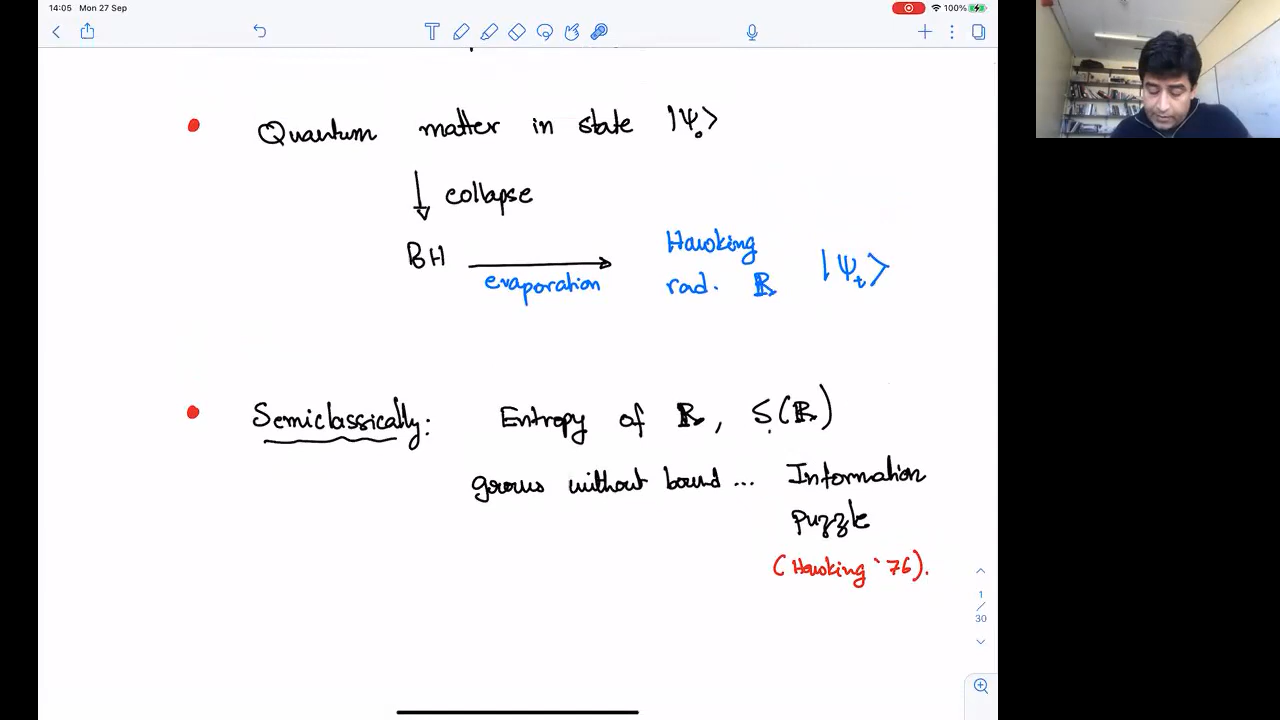 14:05 Mon 27 Sep 100%
Quantum matter in state |Ψ₀⟩
↓ collapse
BH → Hawking
evaporation rad. ℝ |Ψₜ⟩
Semiclassically: Entropy of ℝ, S(ℝ)
grows without bound... Information
puzzle
(Hawking '76).
1
/
30